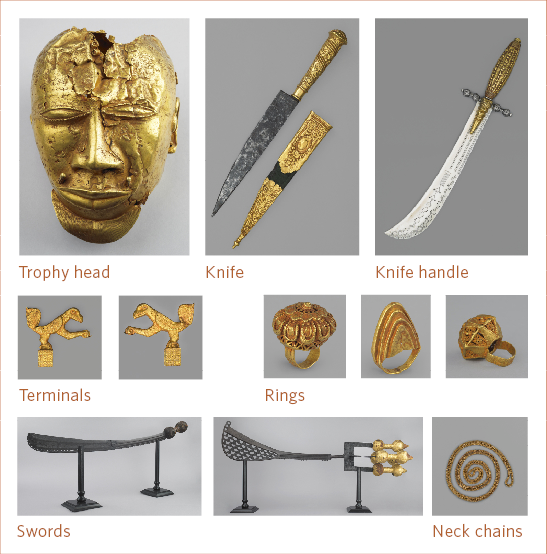 Trophy head
Knife
Knife handle
Terminals
Rings
Swords
Neck chains